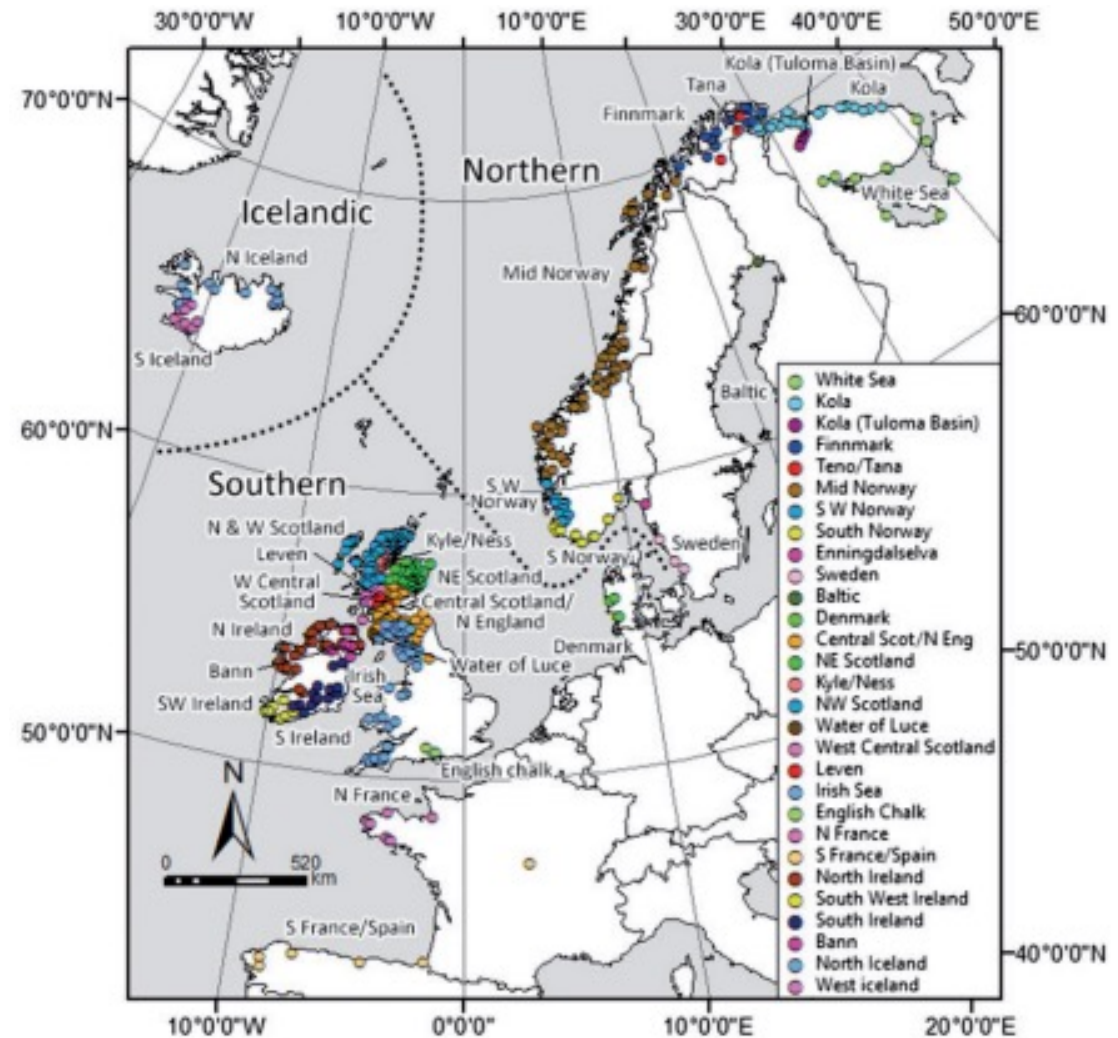 30°0'0"W
10°0'0"W
10°0'0"E
30°0'0"E
40°0'0"E
50°0'0"E
Kola (Tuloma Basin)
Tana
Kola
70°0'0"N
Finnmark
Northern
White Sea
Icelandic
N Iceland
Mid Norway
60°0'0"N
S Iceland
Baltic
60°0'0"N
Southern
S W
Norway
N & W Scotland
Kyle/Ness
Leven
S Norway
Sweden
NE Scotland
W Central
Scotland
Central Scotland/
N England
N Ireland
Denmark
50°0'0"N
Bann
Water of Luce
Irish
Sea
SW Ireland
S Ireland
50°0'0"N
English chalk
N
N France
0
520
km
S France/Spain
40°0'0"N
White Sea
Kola
Kola (Tuloma Basin)
Finnmark
Teno/Tana
Mid Norway
S W Norway
South Norway
Enningdalselva
Sweden
Baltic
Denmark
Central Scot/N Eng
NE Scotland
Kyle/Ness
NW Scotland
Water of Luce
West Central Scotland
Leven
Irish Sea
English Chalk
N France
S France/Spain
North Ireland
South West Ireland
South Ireland
Bann
North Iceland
West iceland
10°0'0"W
0°0'0"
10°0'0"E
20°0'0"E